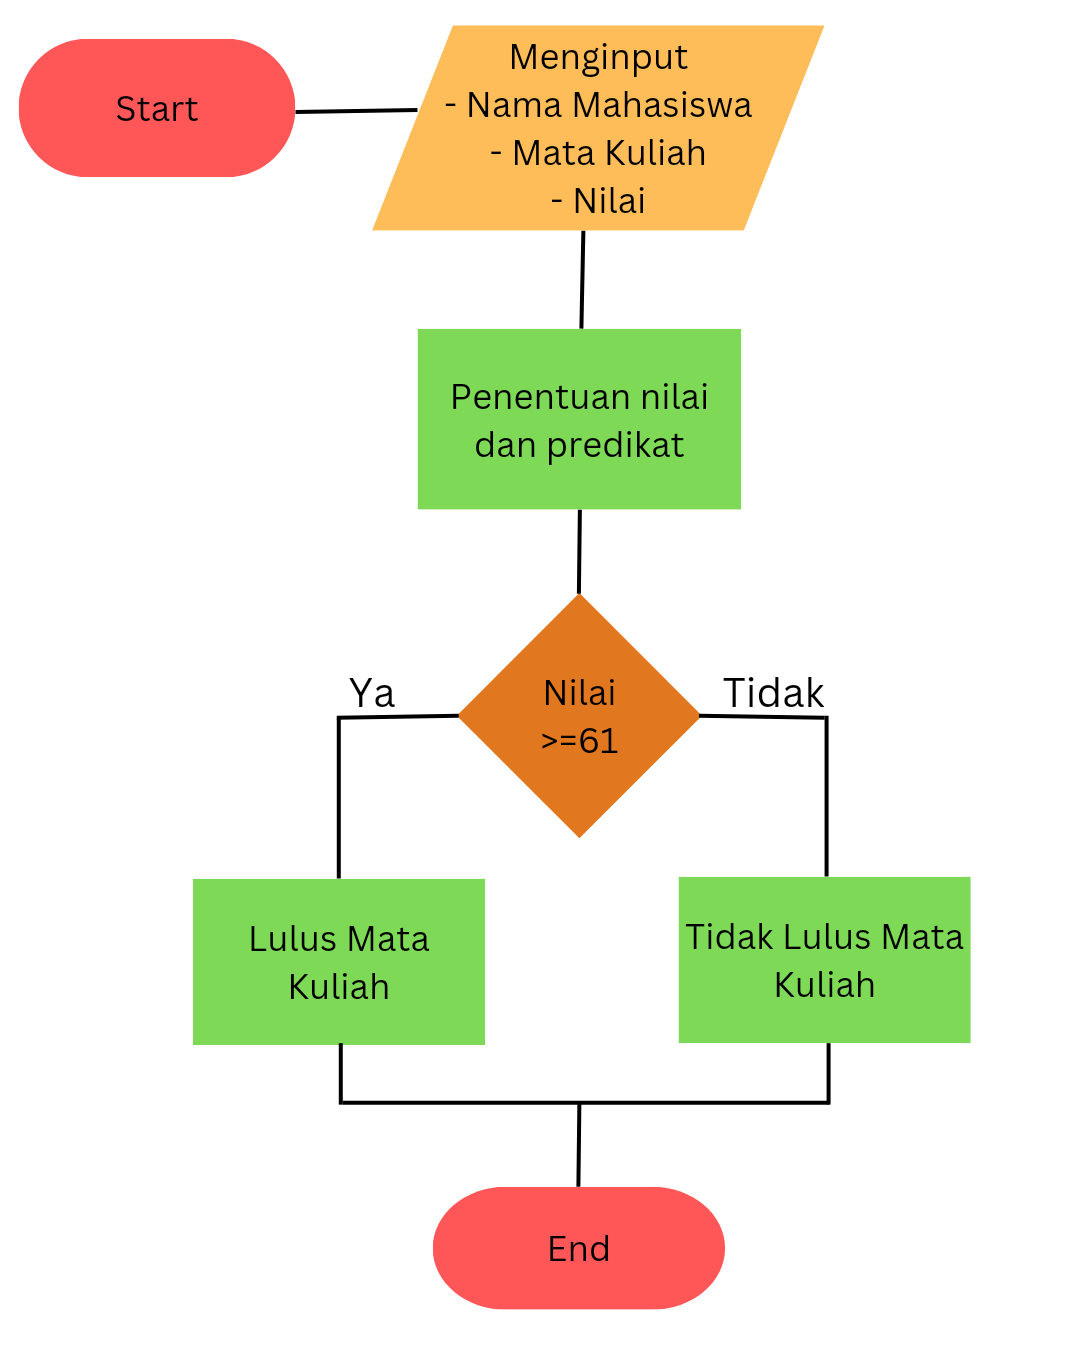 Start
Menginput
- Nama Mahasiswa
- Mata Kuliah
- Nilai
Penentuan nilai
dan predikat
Nilai
>=61
Ya
Tidak
Lulus Mata
Kuliah
Tidak Lulus Mata
Kuliah
End